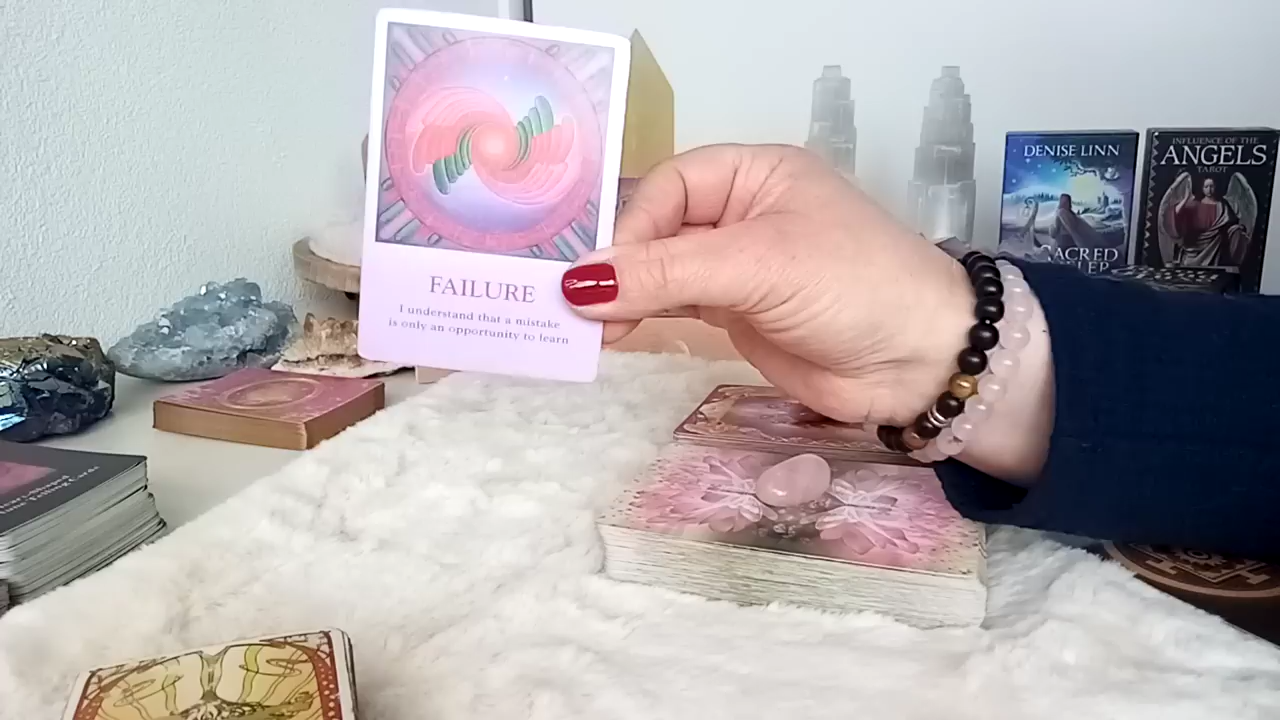 FAILURE
I understand that a mistake
is only an opportunity to learn
DENISE LINN
SACRED
INFLUENCE OF THE
ANGELS
TAROT